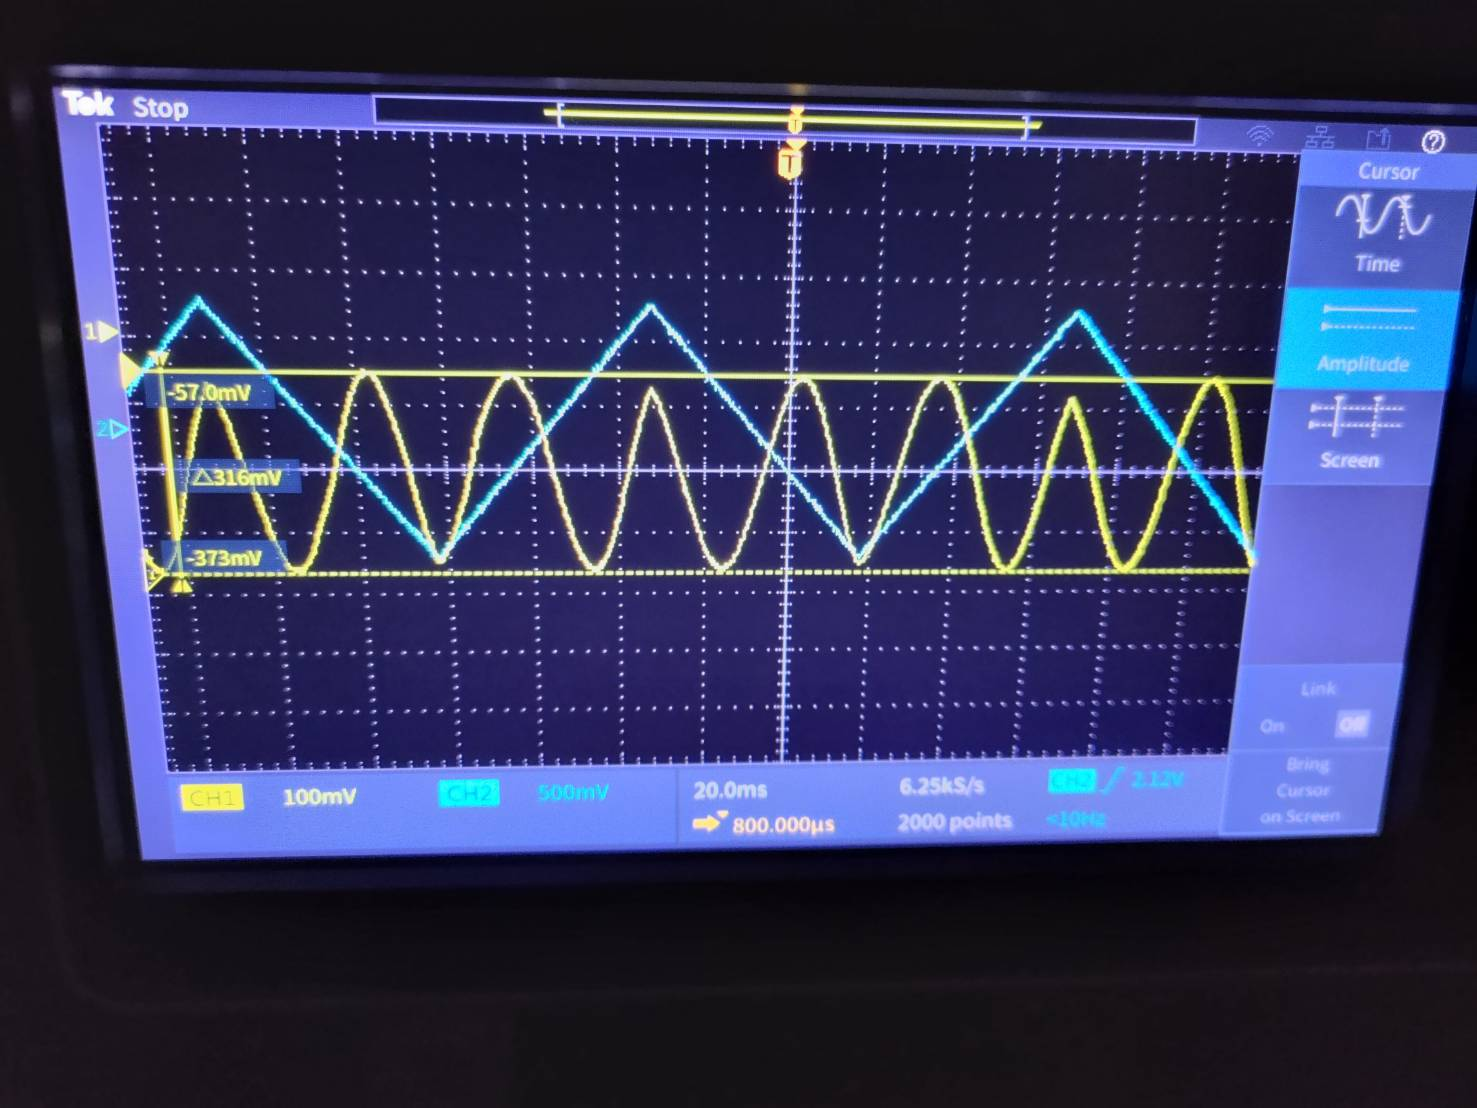 Tek Stop
T
T
Cursor
Time
1
Amplitude
-57.0mV
2
Screen
△316mV
-373mV
Link
On Off
Bring
Cursor
on Screen
CH1 100mV CH2 500mV 20.0ms 6.25kS/s CH2 2.12V
800.000µs 2000 points <10Hz